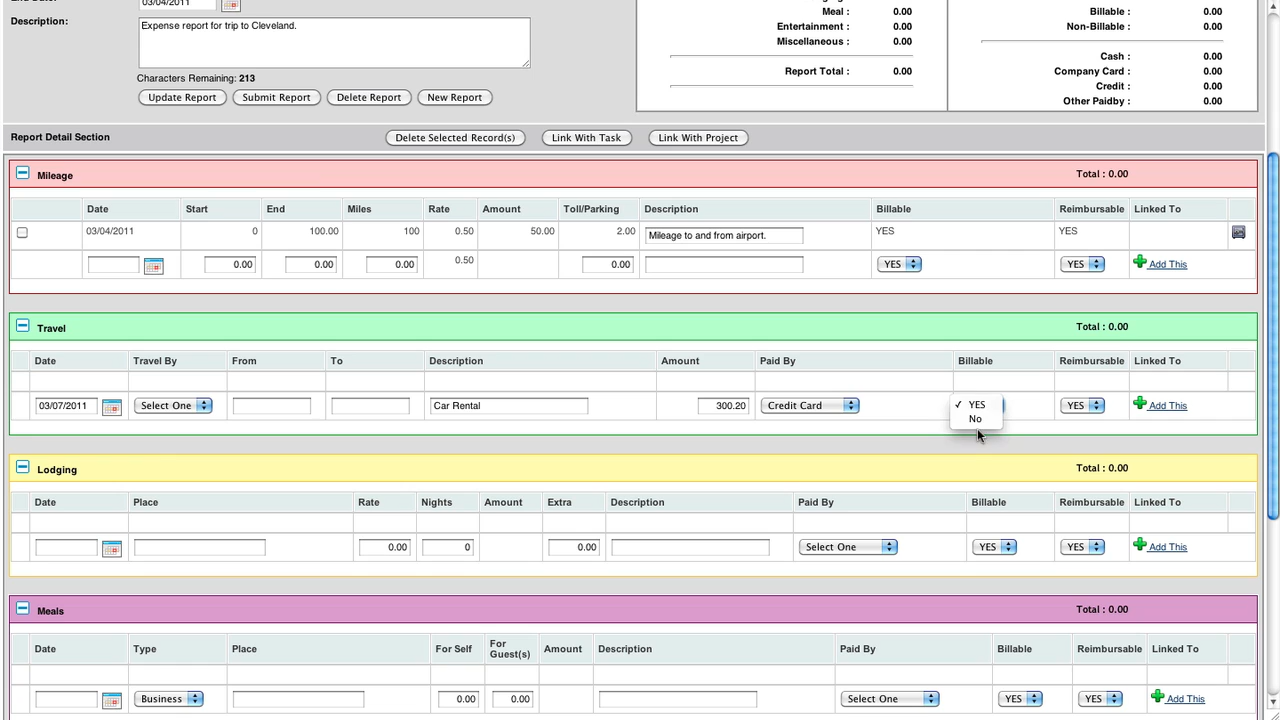 03/04/2011
Description:
Expense report for trip to Cleveland.
Characters Remaining: 213
Update Report Submit Report Delete Report New Report
Meal : 0.00
Entertainment : 0.00
Miscellaneous : 0.00
Report Total : 0.00
Billable : 0.00
Non-Billable : 0.00
Cash : 0.00
Company Card : 0.00
Credit : 0.00
Other Paidby : 0.00
Report Detail Section Delete Selected Record(s) Link With Task Link With Project
Mileage Total : 0.00
Date Start End Miles Rate Amount Toll/Parking Description Billable Reimbursable Linked To
03/04/2011 0 100.00 100 0.50 50.00 2.00 Mileage to and from airport. YES YES
0.00 0.00 0.00 0.50 0.00 YES YES Add This
Travel Total : 0.00
Date Travel By From To Description Amount Paid By Billable Reimbursable Linked To
03/07/2011 Select One Car Rental 300.20 Credit Card ✓ YES YES Add This
No
Lodging Total : 0.00
Date Place Rate Nights Amount Extra Description Paid By Billable Reimbursable Linked To
0.00 0 0.00 Select One YES YES Add This
Meals Total : 0.00
Date Type Place For Self For Guest(s) Amount Description Paid By Billable Reimbursable Linked To
Business 0.00 0.00 Select One YES YES Add This